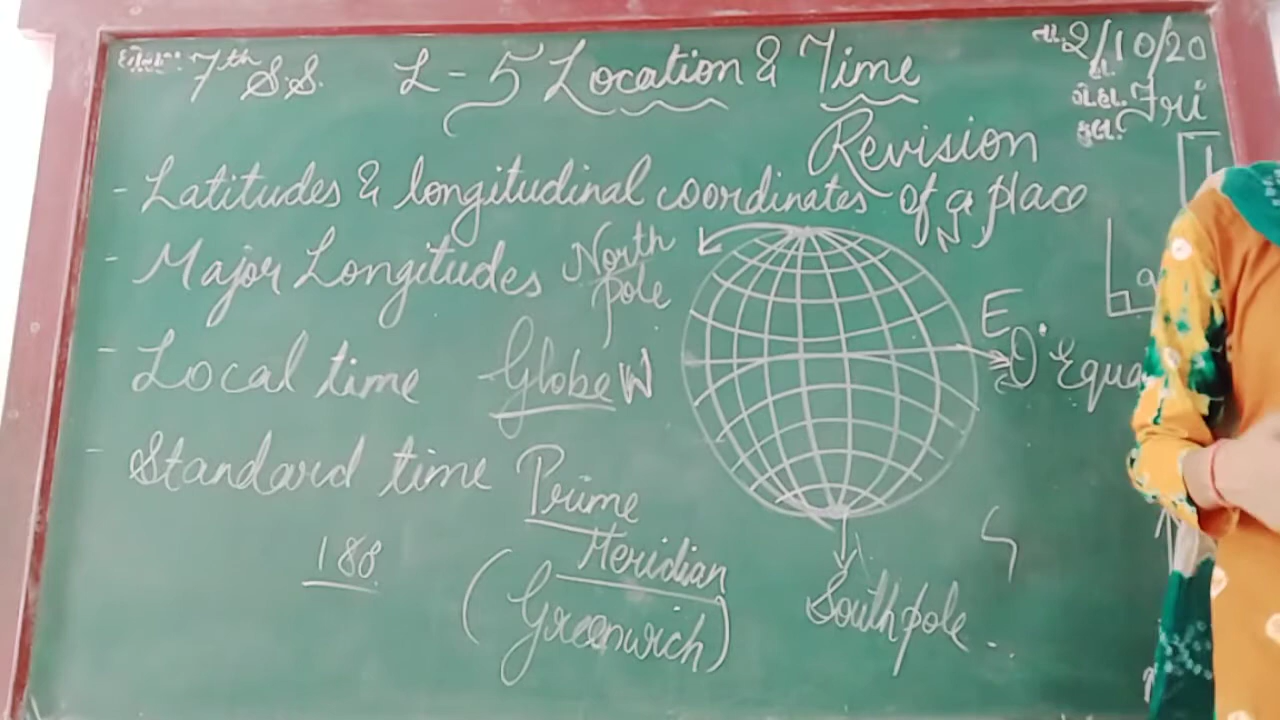 7th S.S. L-5 Location & Time
તા. 2/10/20
Fri
Revision
- Latitudes & longitudinal coordinates of a place
- Major Longitudes
North pole
N
E
- Local time
Globe
W
0° Equa
- Standard time
Prime Meridian
(Greenwich)
180
South pole
S